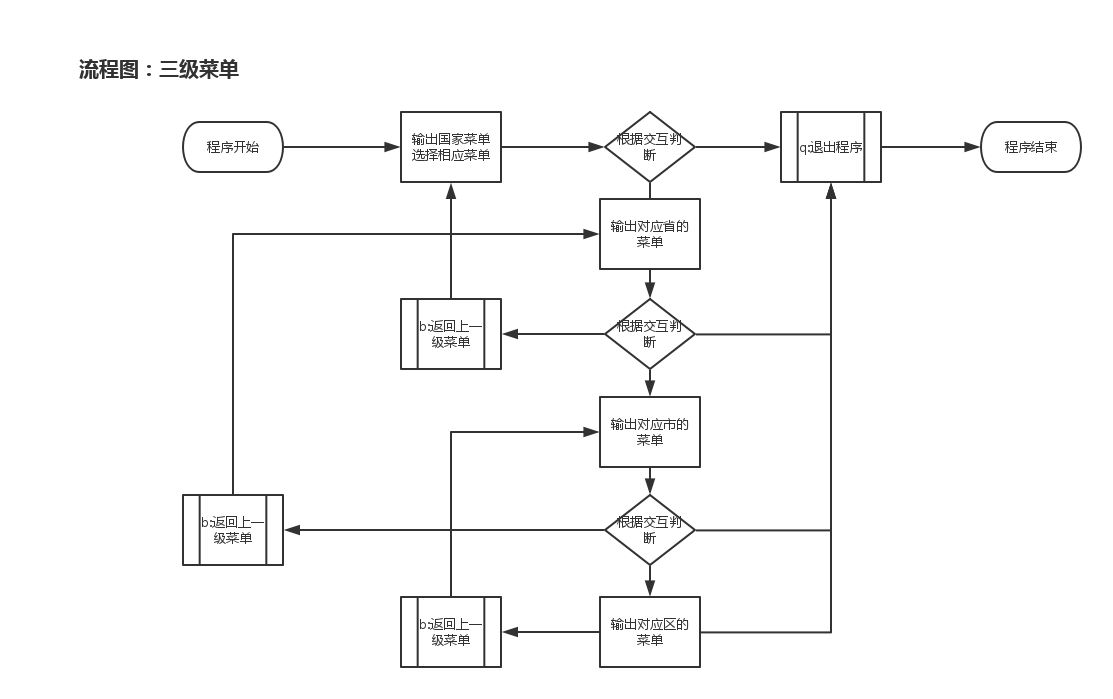 流程图：三级菜单
程序开始
输出国家菜单
选择相应菜单
根据交互判
断
q:退出程序
程序结束
输出对应省的
菜单
b:返回上一
级菜单
根据交互判
断
输出对应市的
菜单
b:返回上一
级菜单
根据交互判
断
b:返回上一
级菜单
输出对应区的
菜单